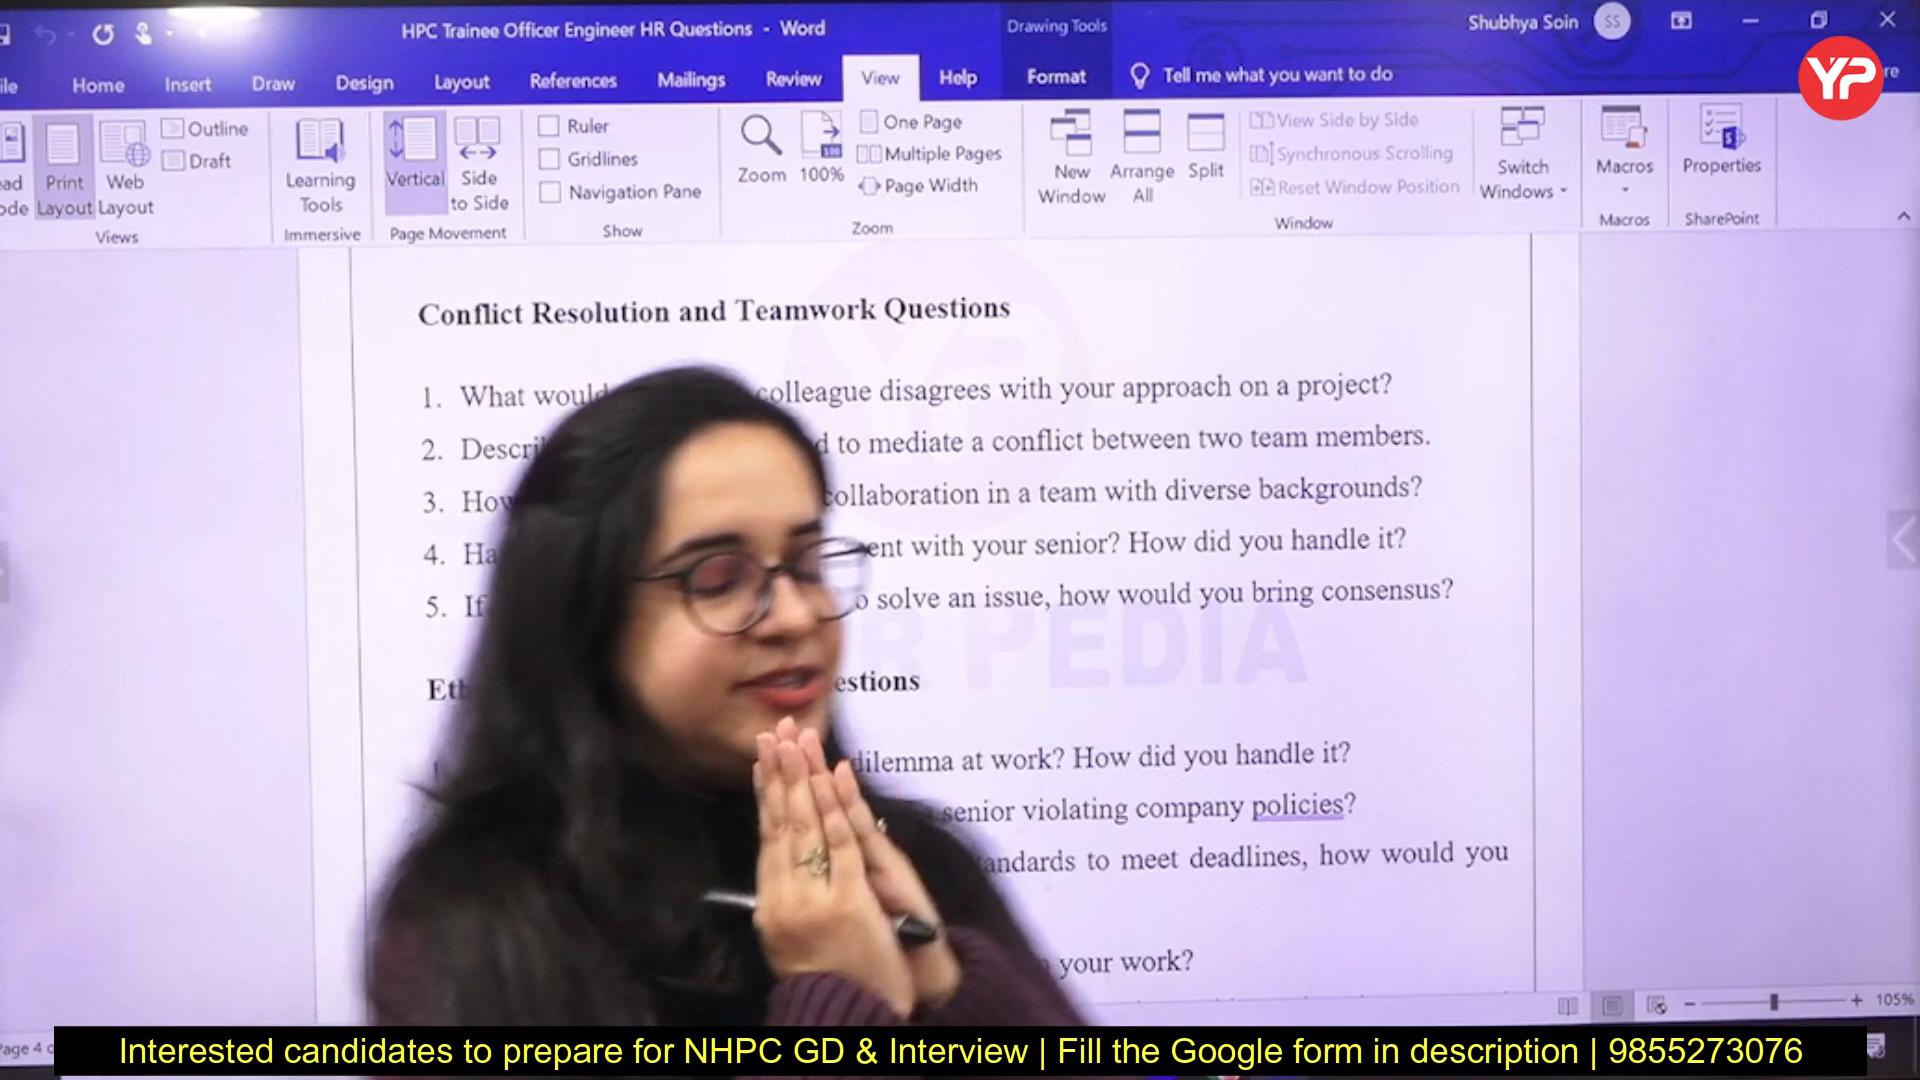 HPC Trainee Officer Engineer HR Questions - Word
Drawing Tools
Shubhya Soin
SS
YP
Home Insert Draw Design Layout References Mailings Review View Help Format Tell me what you want to do
Print Layout
Web Layout
Outline
Draft
Views
Learning Tools
Immersive
Vertical
Side to Side
Page Movement
Ruler
Gridlines
Navigation Pane
Show
Zoom
100%
One Page
Multiple Pages
Page Width
Zoom
New Window
Arrange All
Split
View Side by Side
Synchronous Scrolling
Reset Window Position
Window
Switch Windows
Macros
Macros
Properties
SharePoint
Conflict Resolution and Teamwork Questions
1. What would colleague disagrees with your approach on a project?
2. to mediate a conflict between two team members.
3. How collaboration in a team with diverse backgrounds?
4. with your senior? How did you handle it?
5. If solve an issue, how would you bring consensus?
PEDIA
dilemma at work? How did you handle it?
senior violating company policies?
to meet deadlines, how would you
your work?
105%
Page 4
Interested candidates to prepare for NHPC GD & Interview | Fill the Google form in description | 9855273076